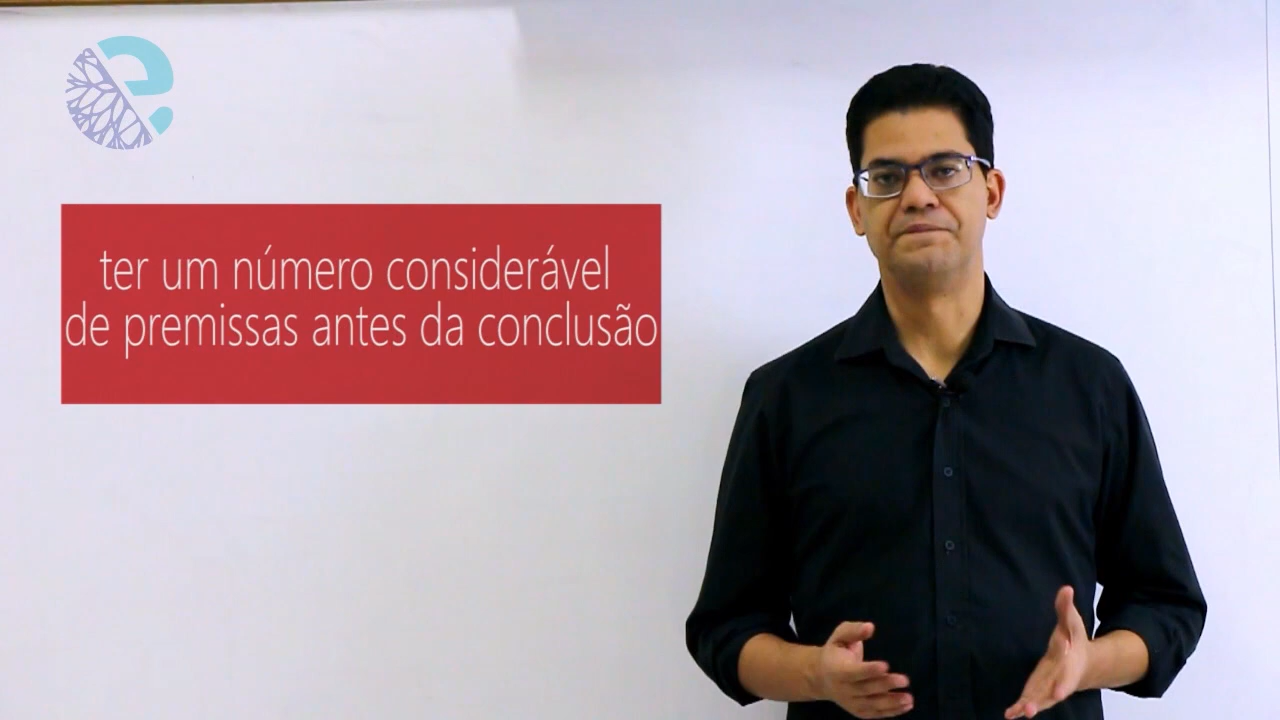 ter um número considerável
de premissas antes da conclusão